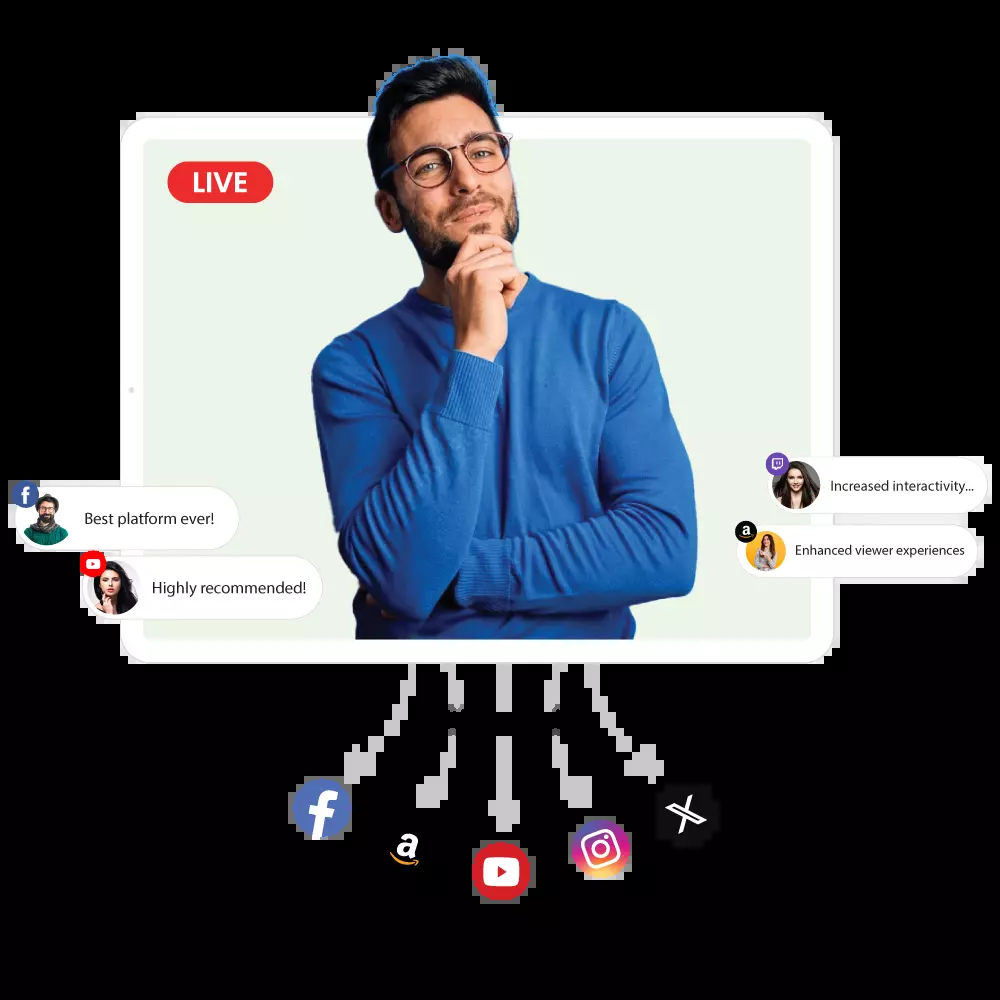 LIVE
Increased interactivity...
Best platform ever!
Enhanced viewer experiences
Highly recommended!